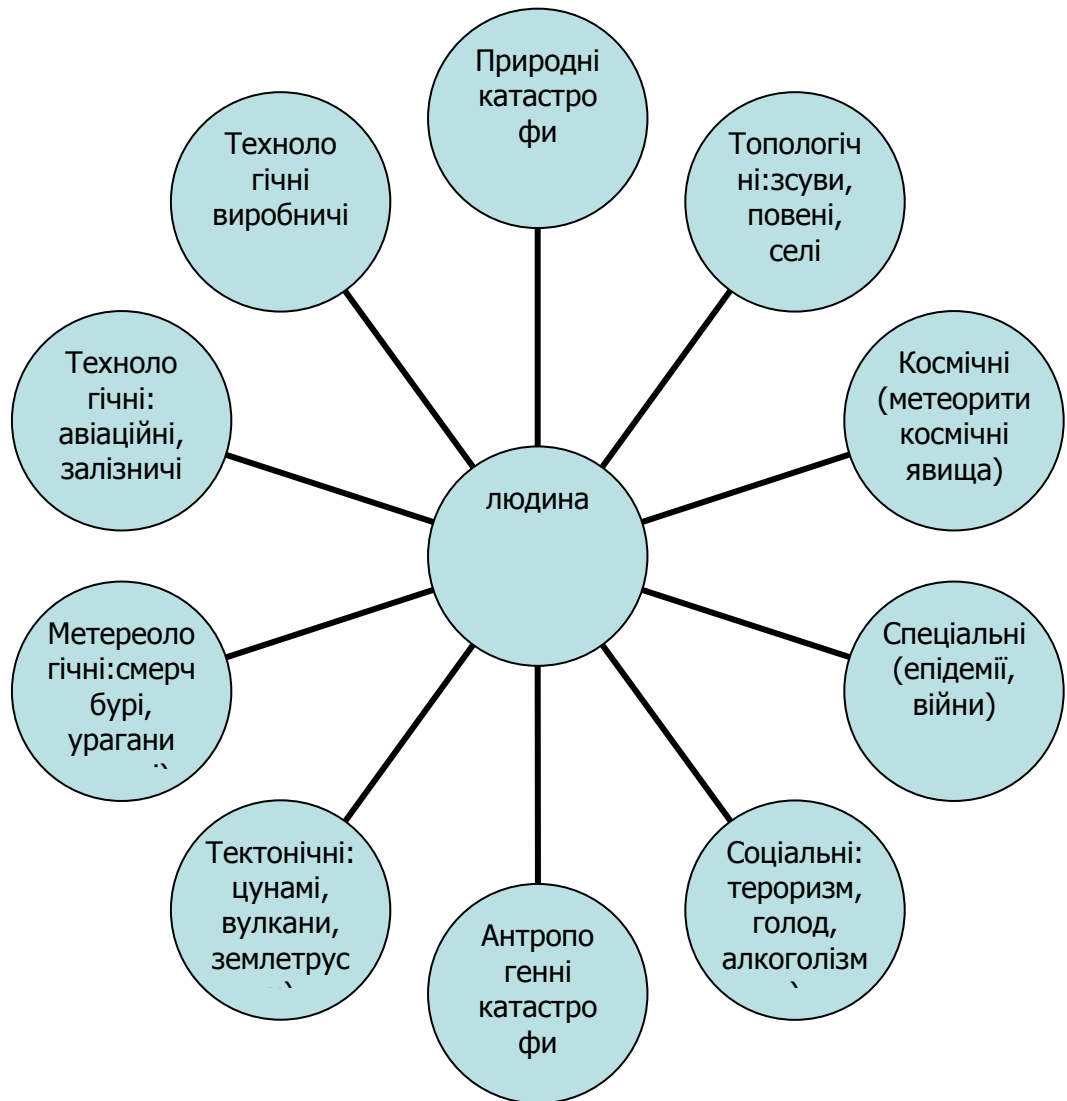 Природні
катастро
фи
Топологіч
ні:зсуви,
повені,
селі
Космічні
(метеорити
космічні
явища)
Спеціальні
(епідемії,
війни)
Соціальні:
тероризм,
голод,
алкоголізм
)
Антропо
генні
катастро
фи
Тектонічні:
цунамі,
вулкани,
землетрус
Метереоло
гічні:смерч
бурі,
урагани
Техноло
гічні:
авіаційні,
залізничі
Техноло
гічні
виробничі
людина